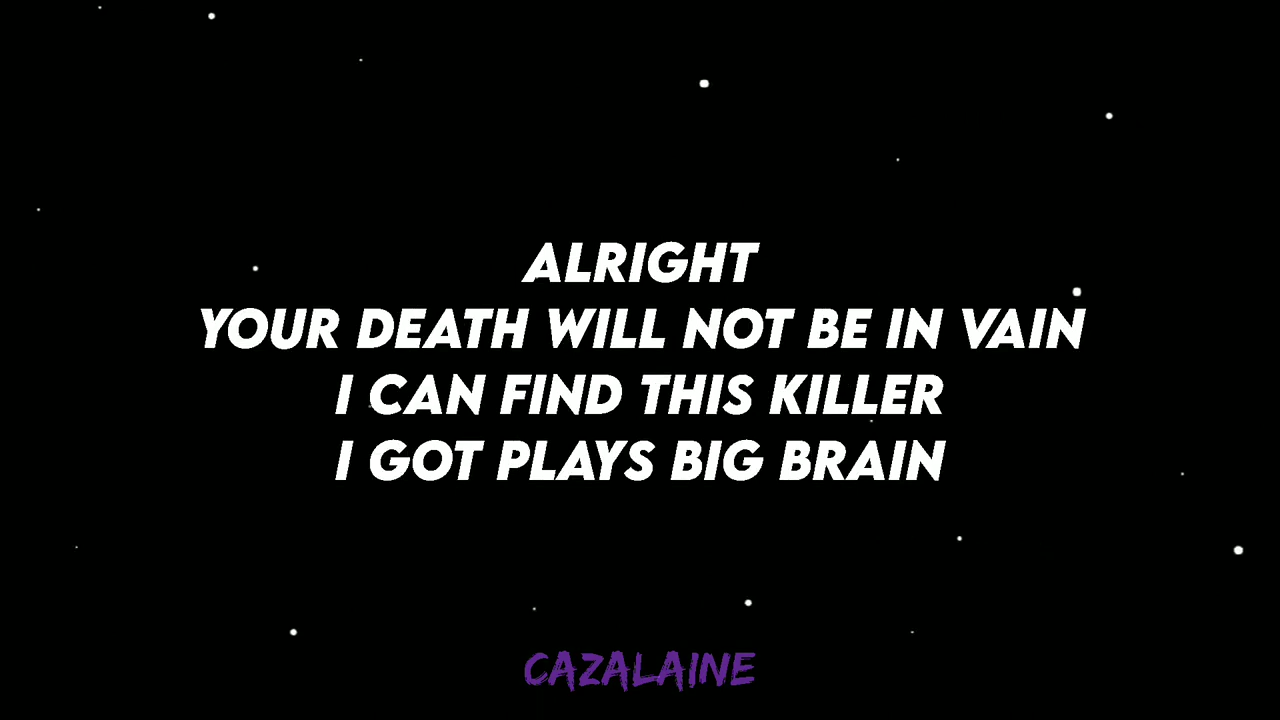 ALRIGHT
YOUR DEATH WILL NOT BE IN VAIN
I CAN FIND THIS KILLER
I GOT PLAYS BIG BRAIN
CAZALAINE